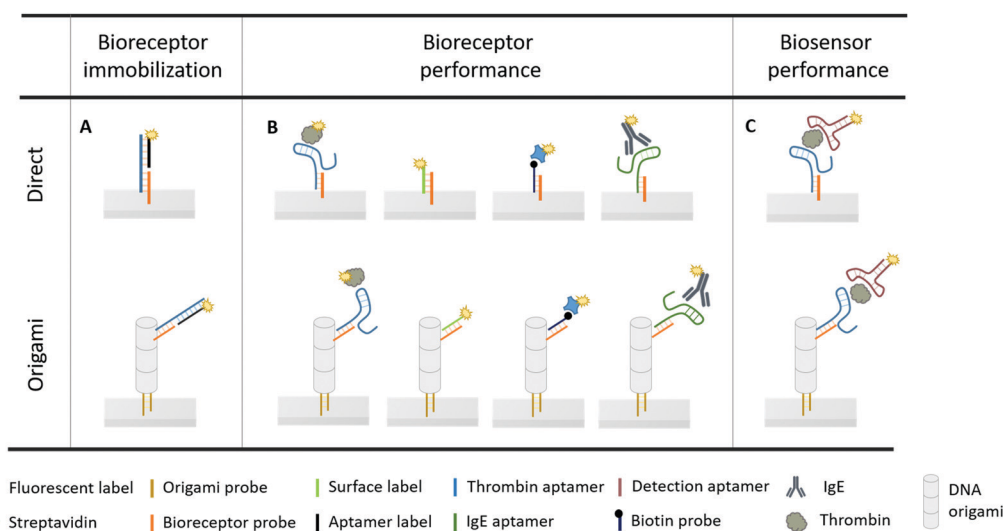 Bioreceptor
immobilization
Bioreceptor
performance
Biosensor
performance
Direct
A
B
C
Origami
Fluorescent label
Origami probe
Surface label
Thrombin aptamer
Detection aptamer
IgE
DNA
origami
Streptavidin
Bioreceptor probe
Aptamer label
IgE aptamer
Biotin probe
Thrombin